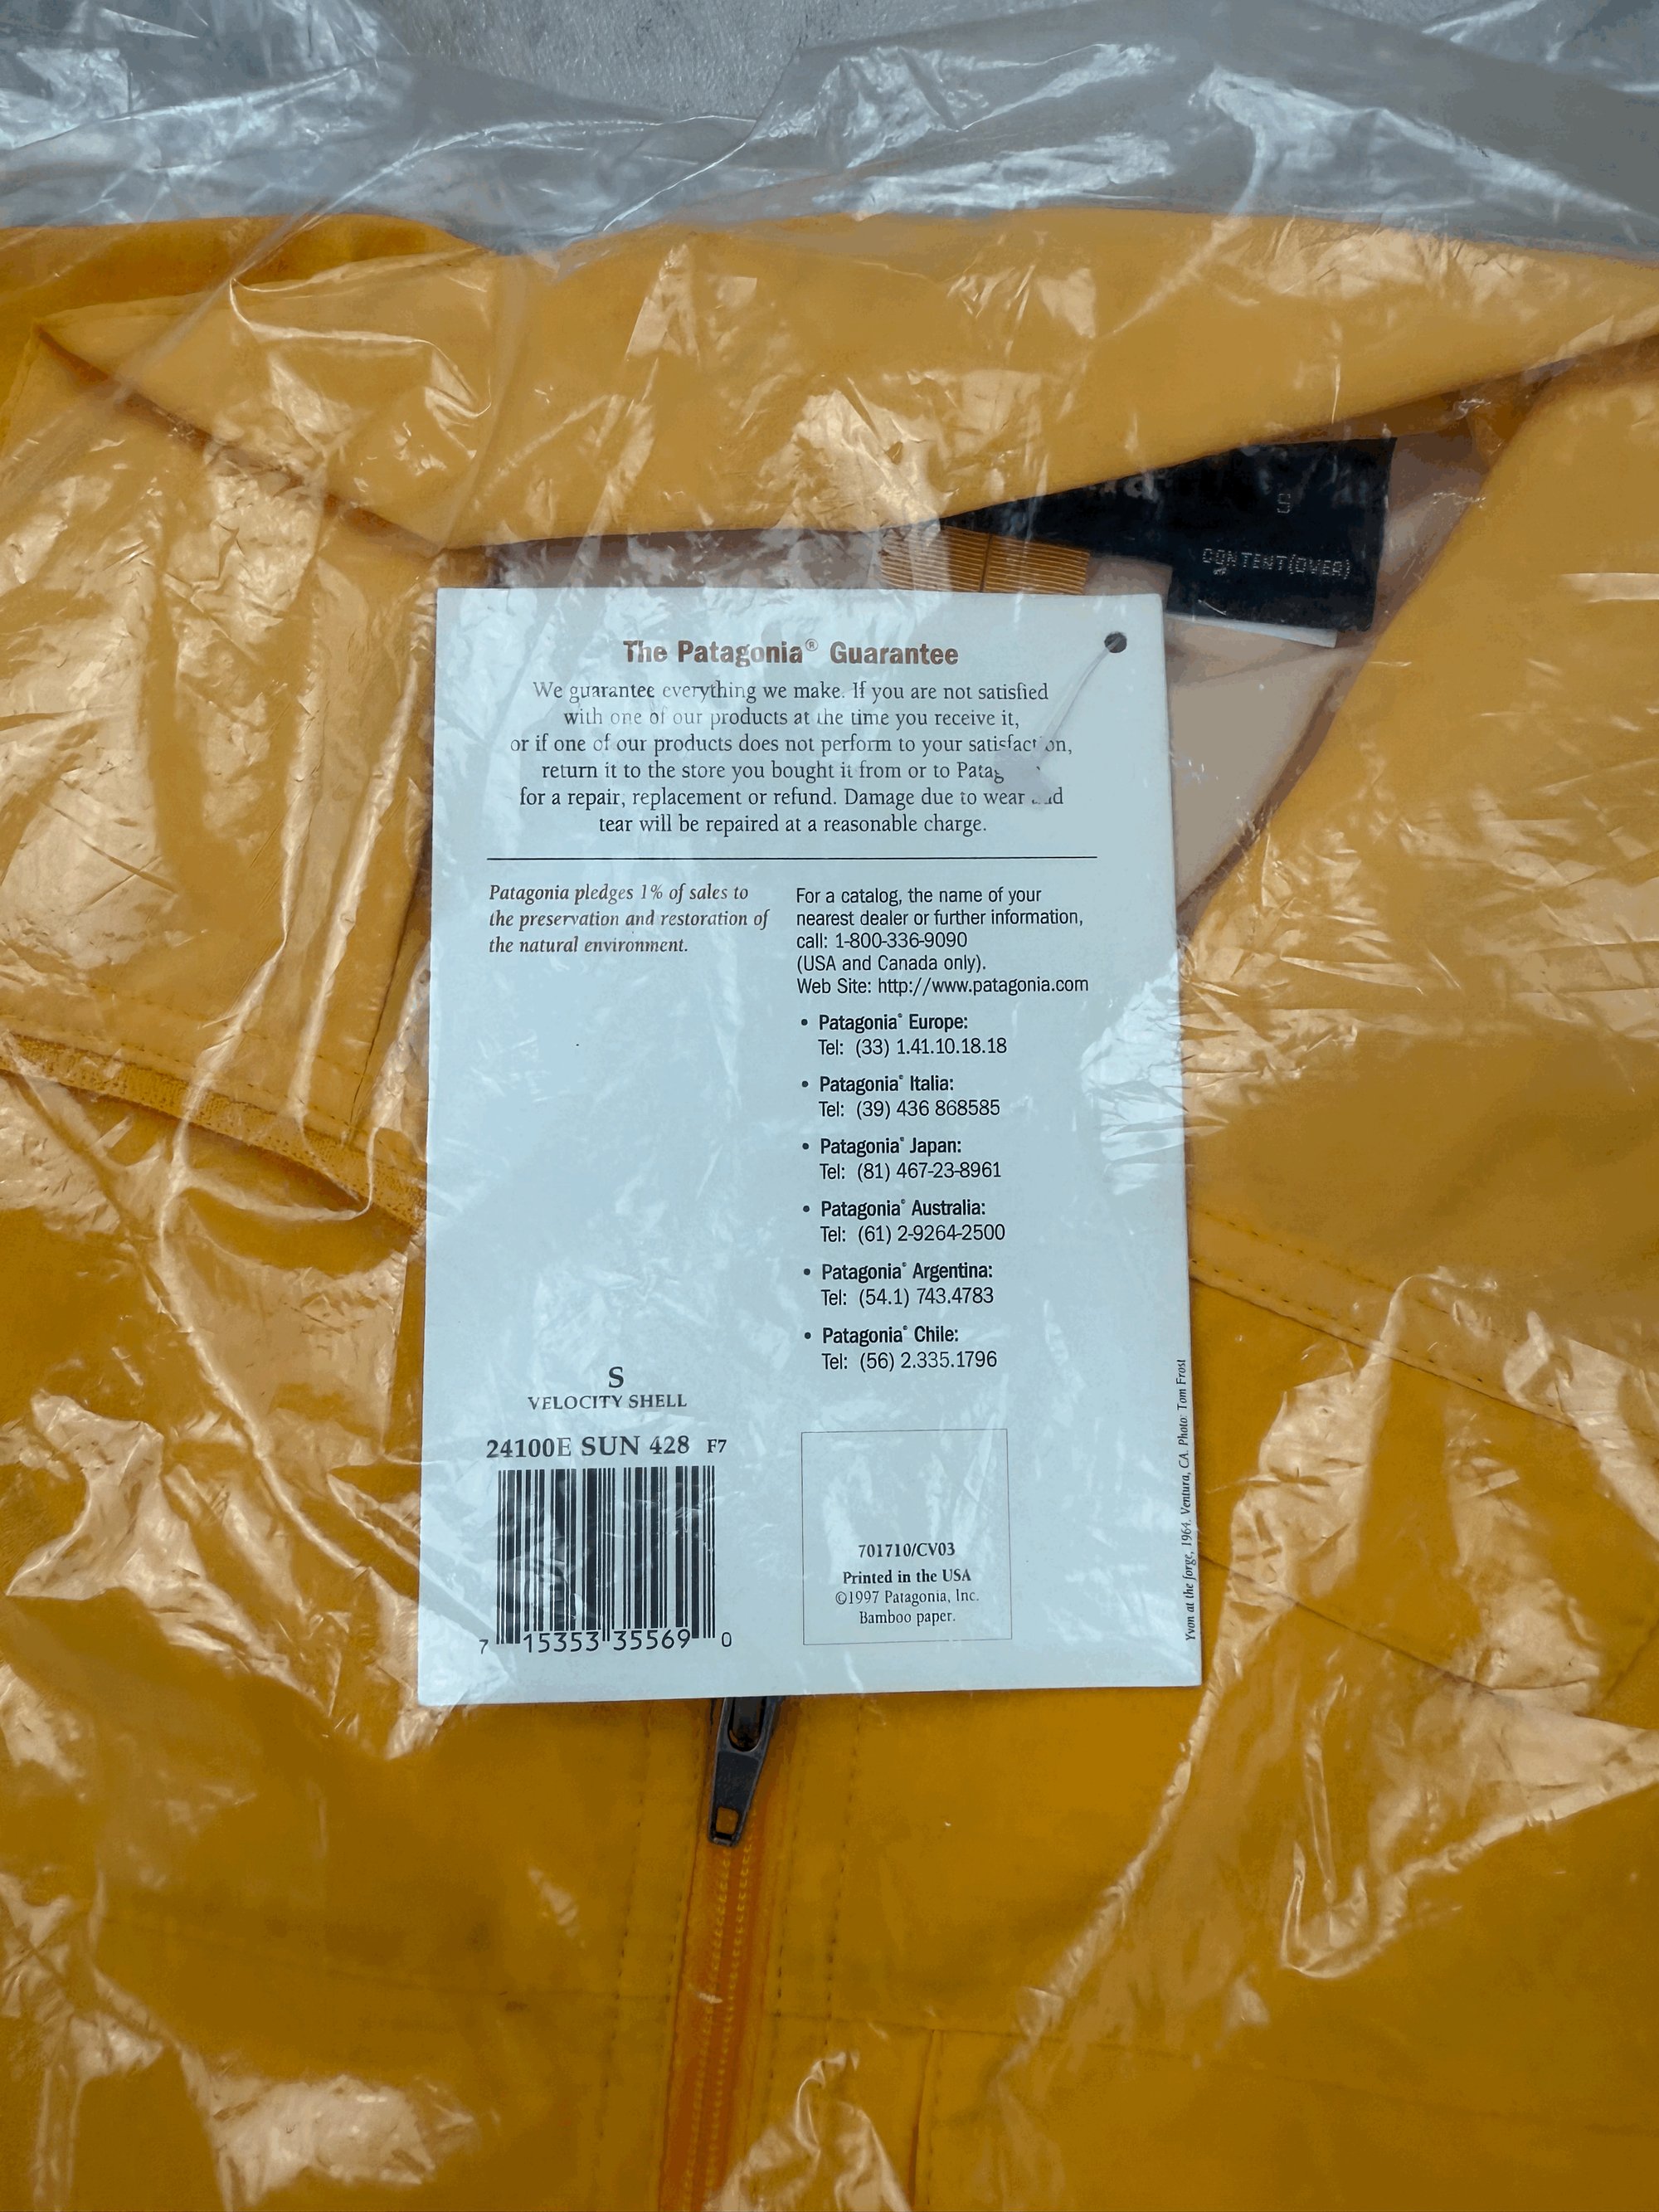 S
CONTENT(OVER)
The Patagonia® Guarantee
We guarantee everything we make. If you are not satisfied
with one of our products at the time you receive it,
or if one of our products does not perform to your satisfaction,
return it to the store you bought it from or to
for a repair, replacement or refund. Damage due to wear and
tear will be repaired at a reasonable charge.
Patagonia pledges 1% of sales to
the preservation and restoration of
the natural environment.
For a catalog, the name of your
nearest dealer or further information,
call: 1-800-336-9090
(USA and Canada only).
Web Site: http://www.patagonia.com
• Patagonia® Europe:
Tel: (33) 1.41.10.18.18
• Patagonia® Italia:
Tel: (39) 436 868585
• Patagonia® Japan:
Tel: (81) 467-23-8961
• Patagonia® Australia:
Tel: (61) 2-9264-2500
• Patagonia® Argentina:
Tel: (54.1) 743.4783
• Patagonia® Chile:
Tel: (56) 2.335.1796
S
VELOCITY SHELL
24100E SUN 428 F7
7 15353 35569 0
701710/CV03
Printed in the USA
©1997 Patagonia, Inc.
Bamboo paper.
Yvon at the forge, 1964. Ventura, CA. Photo: Tom Frost